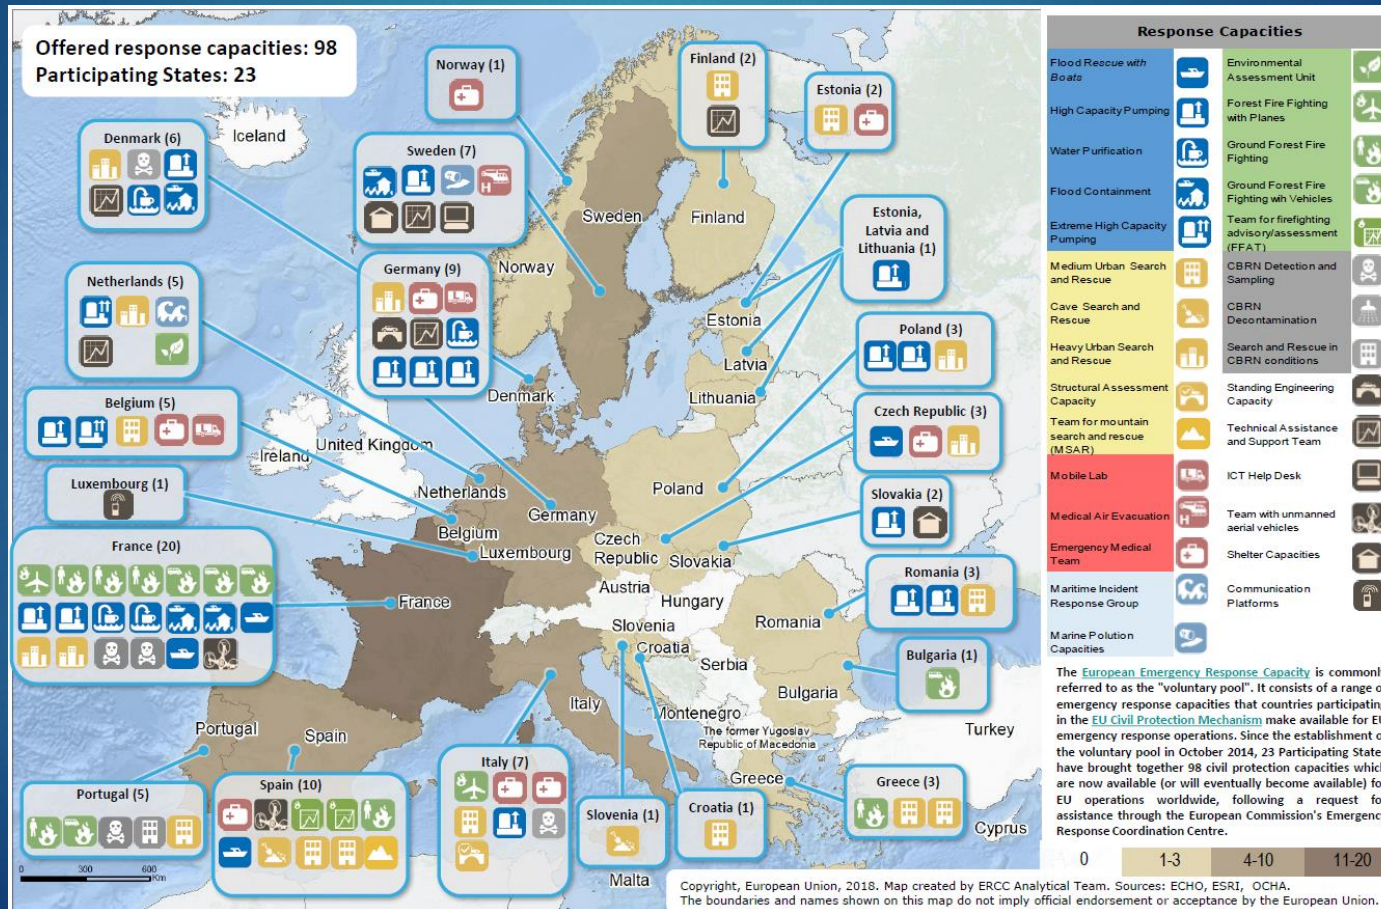 Offered response capacities: 98
Participating States: 23
Norway (1)
Finland (2)
Estonia (2)
Denmark (6)
Sweden (7)
Estonia,
Latvia and
Lithuania (1)
Netherlands (5)
Germany (9)
Poland (3)
Belgium (5)
Czech Republic (3)
Luxembourg (1)
Slovakia (2)
France (20)
Romania (3)
Bulgaria (1)
Portugal (5)
Spain (10)
Italy (7)
Slovenia (1)
Croatia (1)
Greece (3)
Iceland
Sweden
Finland
Norway
Estonia
Latvia
Lithuania
Denmark
United Kingdom
Ireland
Netherlands
Poland
Germany
Belgium
Luxembourg
Czech
Republic
Slovakia
Austria
Hungary
France
Slovenia
Croatia
Romania
Serbia
Bulgaria
Italy
Montenegro
The former Yugoslav
Republic of Macedonia
Turkey
Portugal
Spain
Greece
Cyprus
Malta
H
0 300 600
Km
Response Capacities
Flood Rescue with
Boats
High Capacity Pumping
Water Purification
Flood Containment
Extreme High Capacity
Pumping
Medium Urban Search
and Rescue
Cave Search and
Rescue
Heavy Urban Search
and Rescue
Structural Assessment
Capacity
Team for mountain
search and rescue
(MSAR)
Mobile Lab
Medical Air Evacuation
H
Emergency Medical
Team
Maritime Incident
Response Group
Marine Polution
Capacities
Environmental
Assessment Unit
Forest Fire Fighting
with Planes
Ground Forest Fire
Fighting
Ground Forest Fire
Fighting wih Vehicles
Team for firefighting
advisory/assessment
(FFAT)
CBRN Detection and
Sampling
CBRN
Decontamination
Search and Rescue in
CBRN conditions
Standing Engineering
Capacity
Technical Assistance
and Support Team
ICT Help Desk
Team with unmanned
aerial vehicles
Shelter Capacities
Communication
Platforms
The European Emergency Response Capacity is commonly
referred to as the "voluntary pool". It consists of a range o
emergency response capacities that countries participating
in the EU Civil Protection Mechanism make available for EU
emergency response operations. Since the establishment o
the voluntary pool in October 2014, 23 Participating State
have brought together 98 civil protection capacities which
are now available (or will eventually become available) fo
EU operations worldwide, following a request fo
assistance through the European Commission's Emergency
Response Coordination Centre.
0 1-3 4-10 11-20
Copyright, European Union, 2018. Map created by ERCC Analytical Team. Sources: ECHO, ESRI, OCHA.
The boundaries and names shown on this map do not imply official endorsement or acceptance by the European Union.